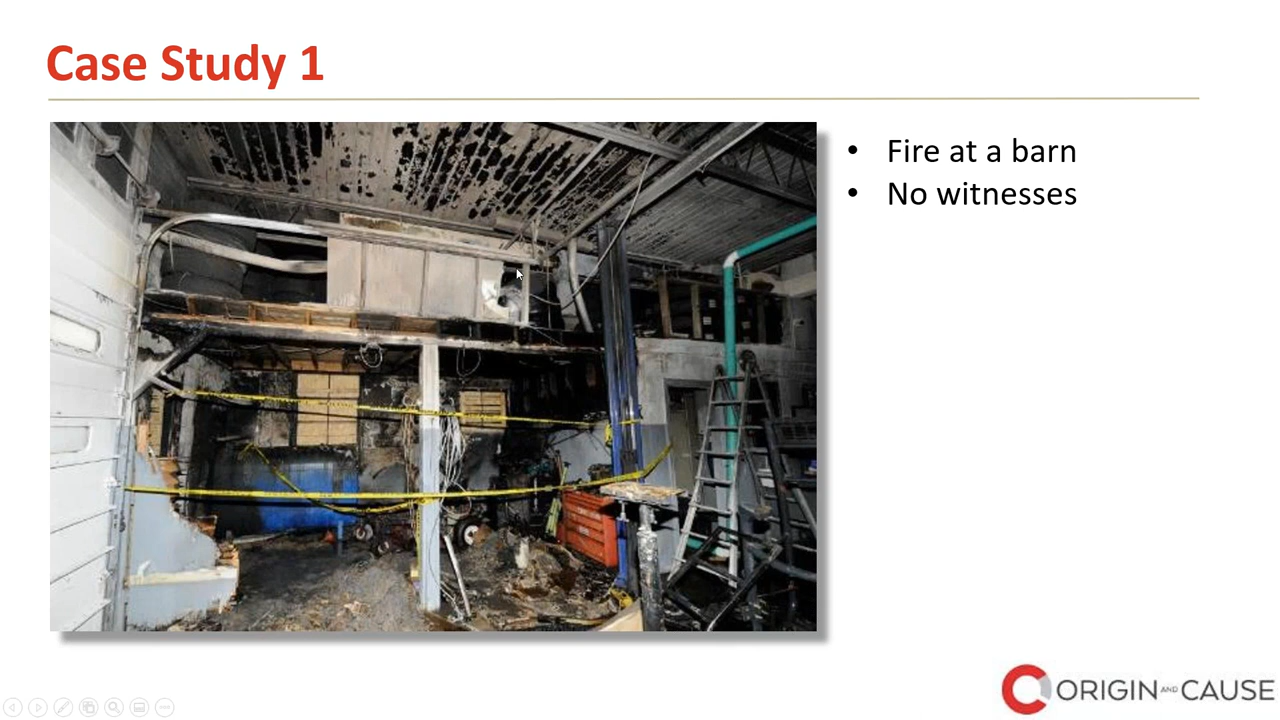 Case Study 1
• Fire at a barn
• No witnesses
ORIGIN AND CAUSE